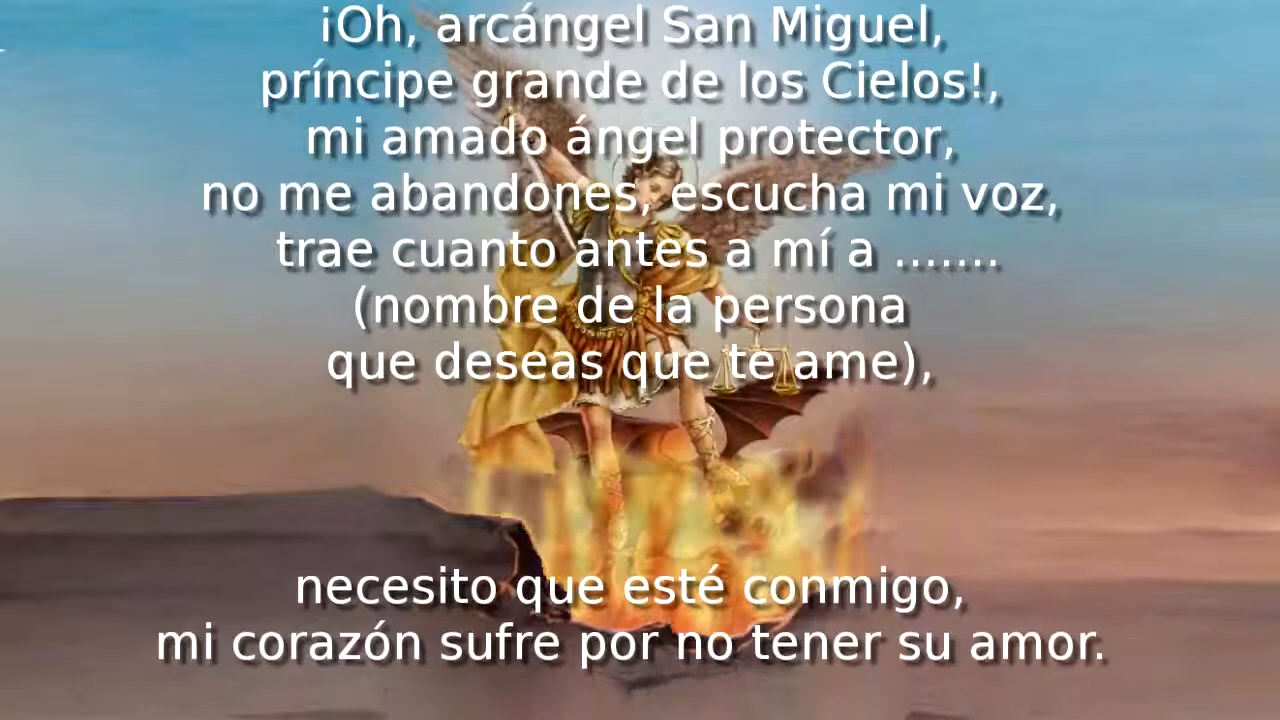 ¡Oh, arcángel San Miguel,
príncipe grande de los Cielos!,
mi amado ángel protector,
no me abandones, escucha mi voz,
trae cuanto antes a mí a .......
(nombre de la persona
que deseas que te ame),
necesito que esté conmigo,
mi corazón sufre por no tener su amor.